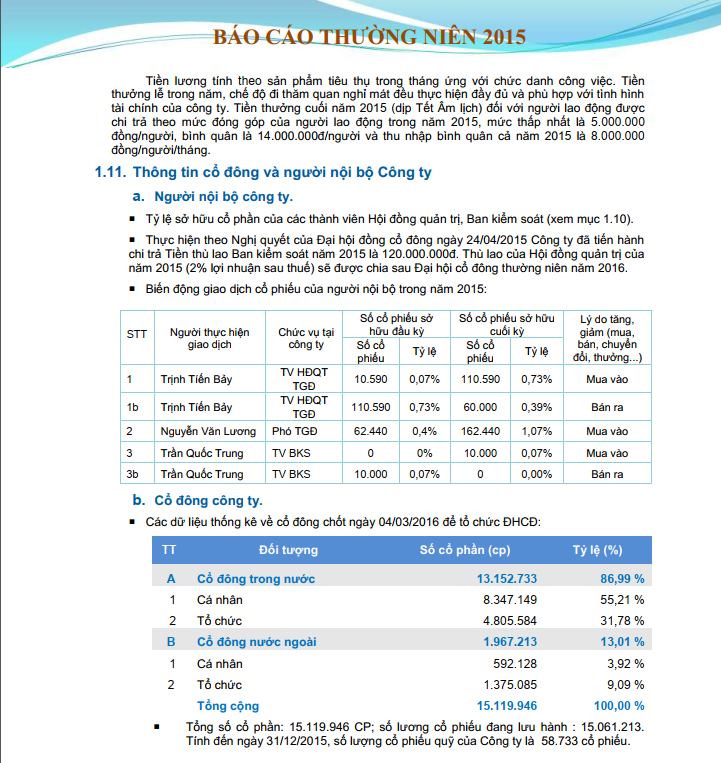 BÁO CÁO THƯỜNG NIÊN 2015
Tiền lương tính theo sản phẩm tiêu thụ trong tháng ứng với chức danh công việc. Tiền
thưởng lễ trong năm, chế độ đi thăm quan nghỉ mát đều thực hiện đầy đủ và phù hợp với tình hình
tài chính của công ty. Tiền thưởng cuối năm 2015 (dịp Tết Âm lịch) đối với người lao động được
chi trả theo mức đóng góp của người lao động trong năm 2015, mức thấp nhất là 5.000.000
đồng/người, bình quân là 14.000.000đ/người và thu nhập bình quân cả năm 2015 là 8.000.000
đồng/người/tháng.
1.11. Thông tin cổ đông và người nội bộ Công ty
a. Người nội bộ công ty.
▪ Tỷ lệ sở hữu cổ phần của các thành viên Hội đồng quản trị, Ban kiểm soát (xem mục 1.10).
▪ Thực hiện theo Nghị quyết của Đại hội đồng cổ đông ngày 24/04/2015 Công ty đã tiến hành
chi trả Tiền thù lao Ban kiểm soát năm 2015 là 120.000.000đ. Thù lao của Hội đồng quản trị của
năm 2015 (2% lợi nhuận sau thuế) sẽ được chia sau Đại hội cổ đông thường niên năm 2016.
▪ Biến động giao dịch cổ phiếu của người nội bộ trong năm 2015:
STT Người thực hiện giao dịch Chức vụ tại công ty Số cổ phiếu sở hữu đầu kỳ Số cổ phiếu sở hữu cuối kỳ Lý do tăng, giảm (mua, bán, chuyển đổi, thưởng...)
Số cổ phiếu Tỷ lệ Số cổ phiếu Tỷ lệ
1 Trịnh Tiến Bảy TV HĐQT TGĐ 10.590 0,07% 110.590 0,73% Mua vào
1b Trịnh Tiến Bảy TV HĐQT TGĐ 110.590 0,73% 60.000 0,39% Bán ra
2 Nguyễn Văn Lương Phó TGĐ 62.440 0,4% 162.440 1,07% Mua vào
3 Trần Quốc Trung TV BKS 0 0% 10.000 0,07% Mua vào
3b Trần Quốc Trung TV BKS 10.000 0,07% 0 0,00% Bán ra
b. Cổ đông công ty.
▪ Các dữ liệu thống kê về cổ đông chốt ngày 04/03/2016 để tổ chức ĐHCĐ:
TT Đối tượng Số cổ phần (cp) Tỷ lệ (%)
A Cổ đông trong nước 13.152.733 86,99 %
1 Cá nhân 8.347.149 55,21 %
2 Tổ chức 4.805.584 31,78 %
B Cổ đông nước ngoài 1.967.213 13,01 %
1 Cá nhân 592.128 3,92 %
2 Tổ chức 1.375.085 9,09 %
Tổng cộng 15.119.946 100,00 %
▪ Tổng số cổ phần: 15.119.946 CP; số lương cổ phiếu đang lưu hành : 15.061.213.
Tính đến ngày 31/12/2015, số lượng cổ phiếu quỹ của Công ty là 58.733 cổ phiếu.